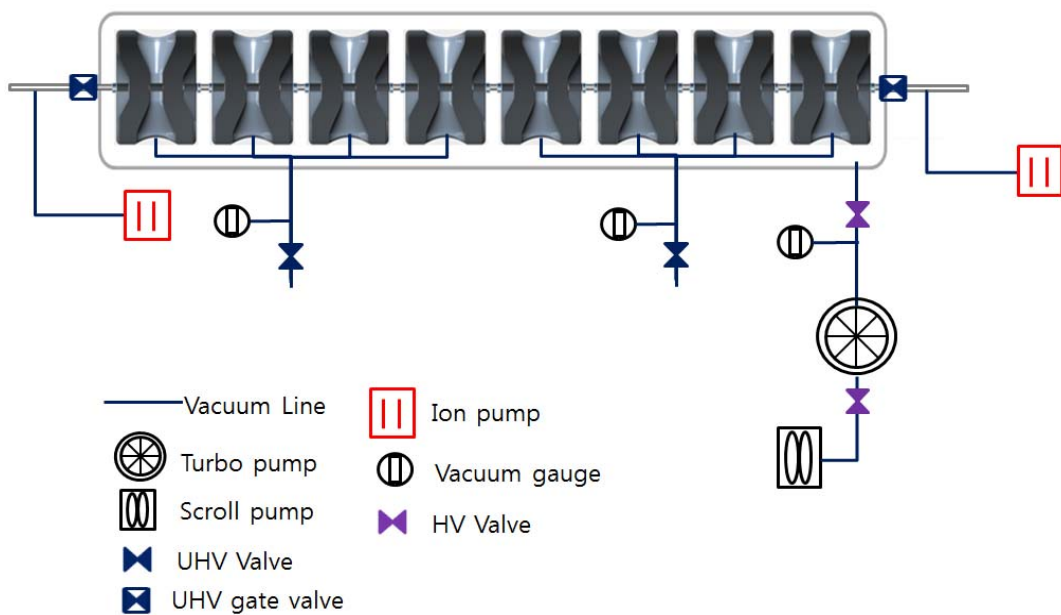 Vacuum Line
Ion pump
Turbo pump
Vacuum gauge
Scroll pump
HV Valve
UHV Valve
UHV gate valve